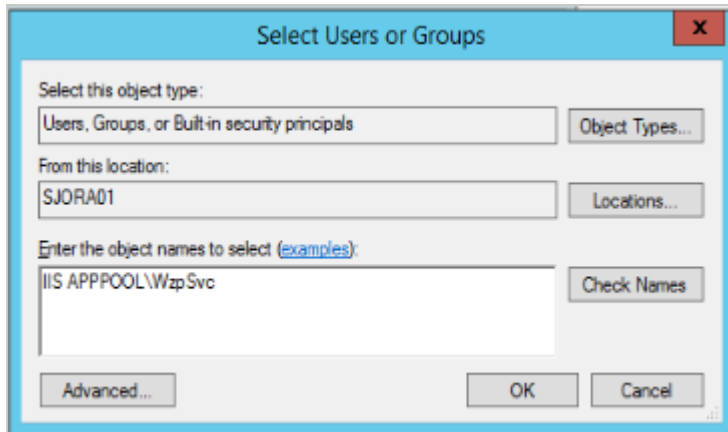 Select Users or Groups
x
Select this object type:
Users, Groups, or Built-in security principals
Object Types...
From this location:
SJORA01
Locations...
Enter the object names to select (examples):
IIS APPPOOL\WzpSvc
Check Names
Advanced...
OK
Cancel